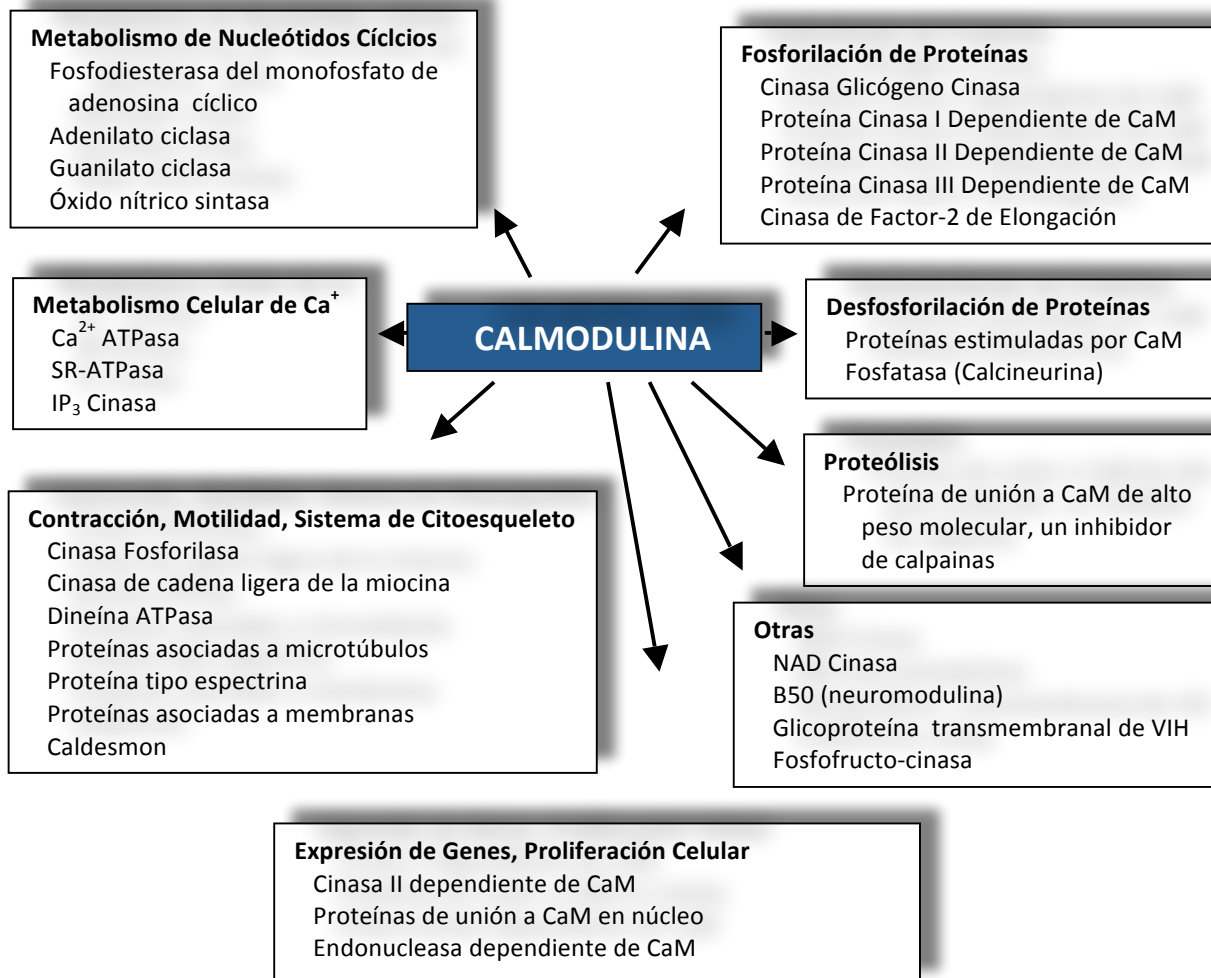 Metabolismo de Nucleótidos Cíclcios
Fosfodiesterasa del monofosfato de
adenosina cíclico
Adenilato ciclasa
Guanilato ciclasa
Óxido nítrico sintasa
Fosforilación de Proteínas
Cinasa Glicógeno Cinasa
Proteína Cinasa I Dependiente de CaM
Proteína Cinasa II Dependiente de CaM
Proteína Cinasa III Dependiente de CaM
Cinasa de Factor-2 de Elongación
Metabolismo Celular de Ca⁺
Ca²⁺ ATPasa
SR-ATPasa
IP₃ Cinasa
CALMODULINA
Desfosforilación de Proteínas
Proteínas estimuladas por CaM
Fosfatasa (Calcineurina)
Proteólisis
Proteína de unión a CaM de alto
peso molecular, un inhibidor
de calpainas
Contracción, Motilidad, Sistema de Citoesqueleto
Cinasa Fosforilasa
Cinasa de cadena ligera de la miocina
Dineína ATPasa
Proteínas asociadas a microtúbulos
Proteína tipo espectrina
Proteínas asociadas a membranas
Caldesmon
Otras
NAD Cinasa
B50 (neuromodulina)
Glicoproteína transmembranal de VIH
Fosfofructo-cinasa
Expresión de Genes, Proliferación Celular
Cinasa II dependiente de CaM
Proteínas de unión a CaM en núcleo
Endonucleasa dependiente de CaM